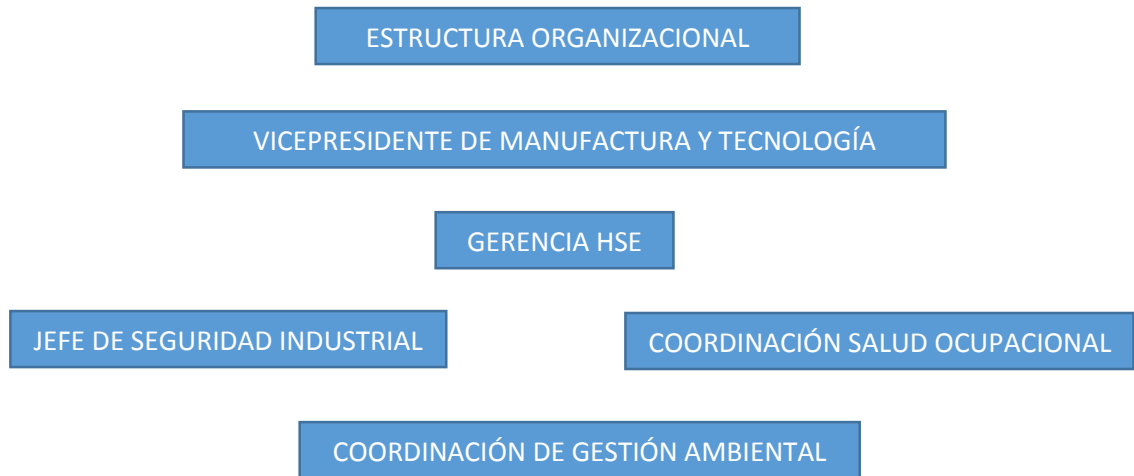 ESTRUCTURA ORGANIZACIONAL
VICEPRESIDENTE DE MANUFACTURA Y TECNOLOGÍA
GERENCIA HSE
JEFE DE SEGURIDAD INDUSTRIAL
COORDINACIÓN SALUD OCUPACIONAL
COORDINACIÓN DE GESTIÓN AMBIENTAL